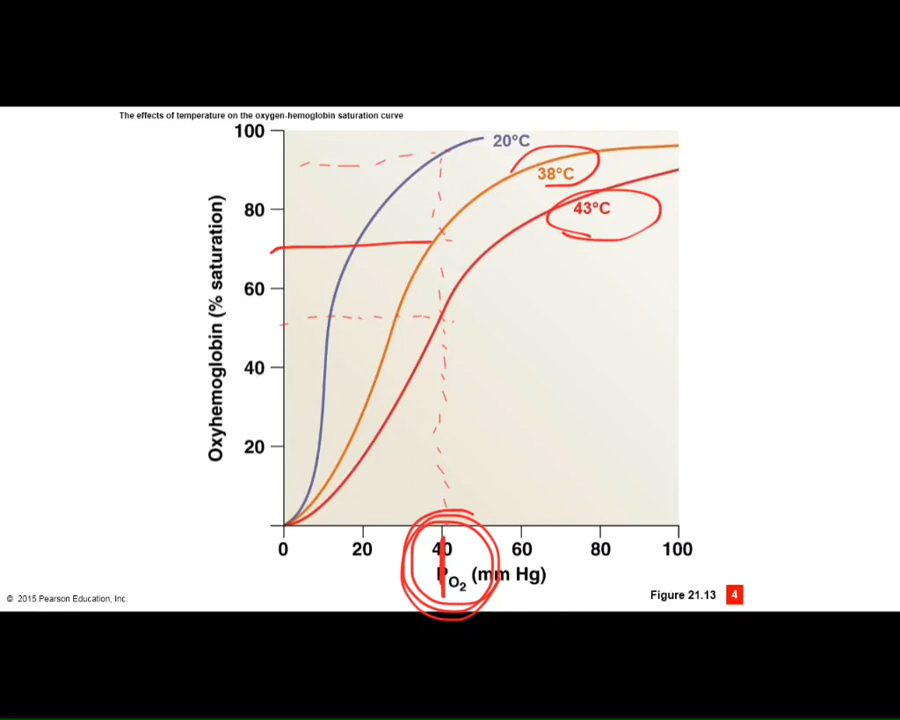 The effects of temperature on the oxygen-hemoglobin saturation curve
100
80
60
40
20
Oxyhemoglobin (% saturation)
20°C
38°C
43°C
0 20 40 60 80 100
PO2 (mm Hg)
© 2015 Pearson Education, Inc.
Figure 21.13 4